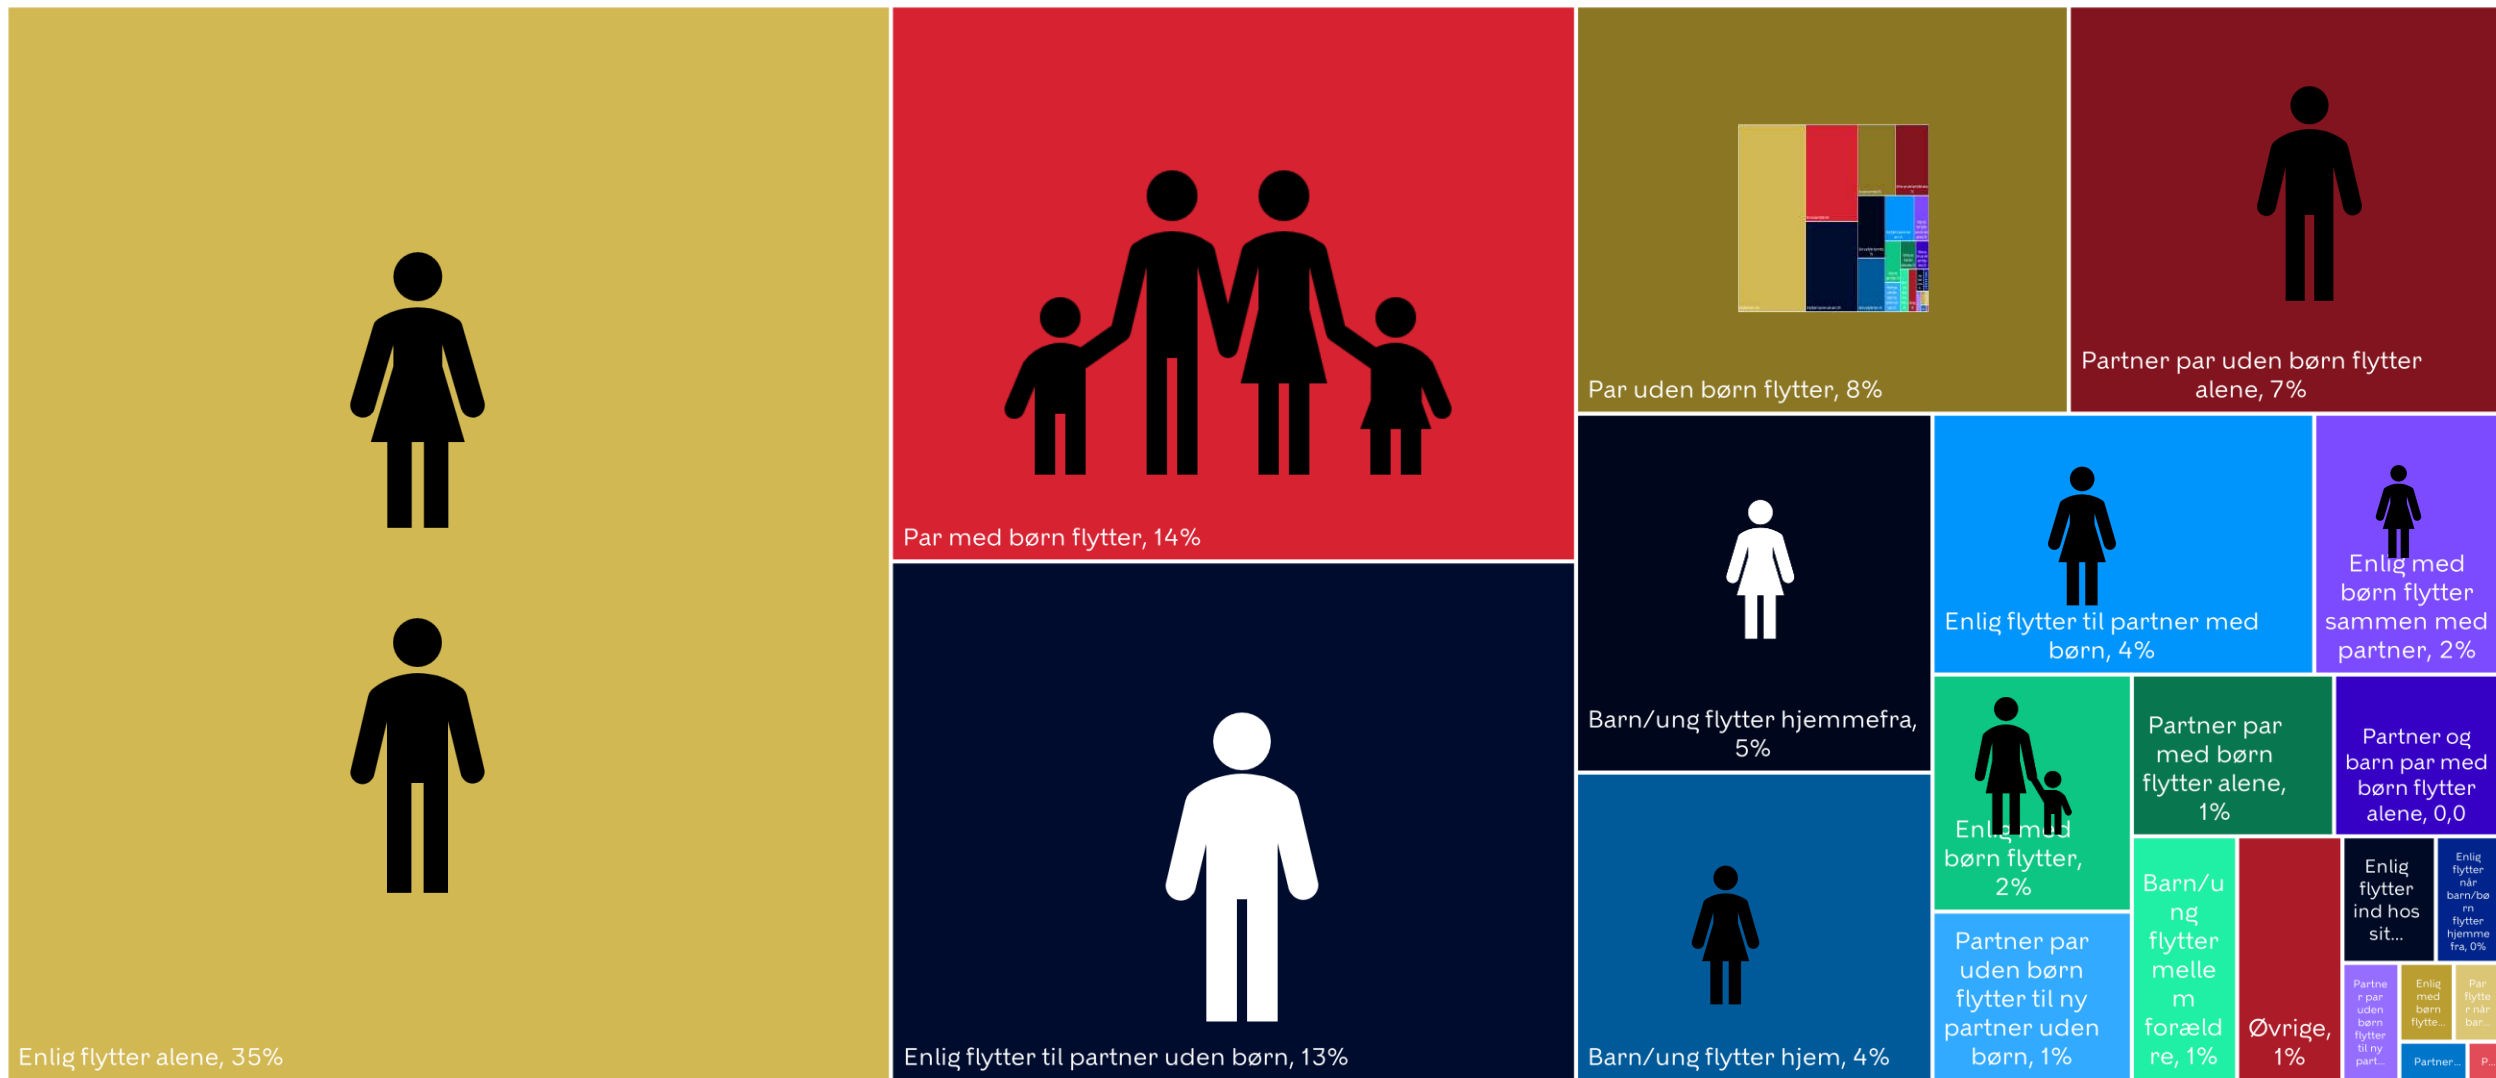 Enlig flytter alene, 35%
Par med børn flytter, 14%
Enlig flytter til partner uden børn, 13%
Par uden børn flytter, 8%
Partner par uden børn flytter
alene, 7%
Barn/ung flytter hjemmefra,
5%
Barn/ung flytter hjem, 4%
Enlig flytter til partner med
børn, 4%
Enlig med
børn flytter
sammen med
partner, 2%
Enlig med
børn flytter,
2%
Partner par
uden børn
flytter til ny
partner uden
børn, 1%
Partner par
med børn
flytter alene,
1%
Partner og
barn par med
børn flytter
alene, 0,0
Barn/u
ng
flytter
melle
m
foræld
re, 1%
Øvrige,
1%
Enlig
flytter
ind hos
sit...
Enlig
flytter
når
barn/bø
rn
flytter
hjemme
fra, 0%
Partne
r par
uden
børn
flytter
til ny
part...
Enlig
med
børn
flytte...
Par
flytte
r når
bar...
Partner...
P...